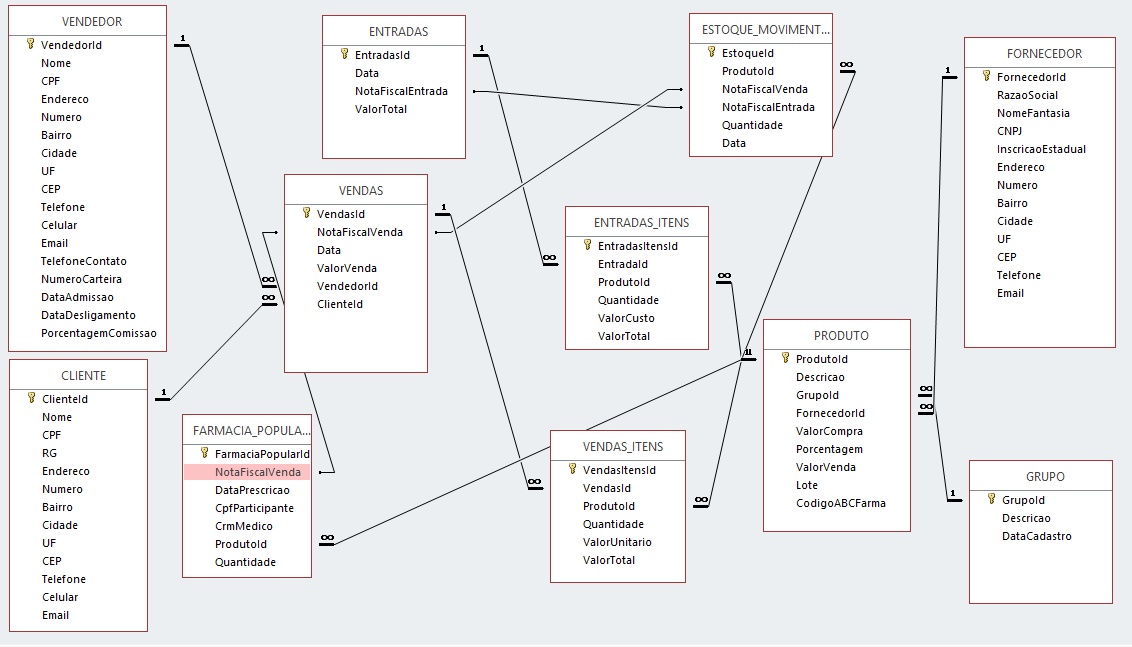 VENDEDOR
VendedorId
Nome
CPF
Endereco
Numero
Bairro
Cidade
UF
CEP
Telefone
Celular
Email
TelefoneContato
NumeroCarteira
DataAdmissao
DataDesligamento
PorcentagemComissao
1
ENTRADAS
EntradasId
Data
NotaFiscalEntrada
ValorTotal
1
ESTOQUE_MOVIMENT...
EstoqueId
ProdutoId
NotaFiscalVenda
NotaFiscalEntrada
Quantidade
Data
∞
FORNECEDOR
FornecedorId
RazaoSocial
NomeFantasia
CNPJ
InscricaoEstadual
Endereco
Numero
Bairro
Cidade
UF
CEP
Telefone
Email
1
VENDAS
VendasId
NotaFiscalVenda
Data
ValorVenda
VendedorId
ClienteId
1
∞
∞
ENTRADAS_ITENS
EntradasItensId
EntradaId
ProdutoId
Quantidade
ValorCusto
ValorTotal
∞
∞
PRODUTO
ProdutoId
Descricao
GrupoId
FornecedorId
ValorCompra
Porcentagem
ValorVenda
Lote
CodigoABCFarma
1
∞
∞
CLIENTE
ClienteId
Nome
CPF
RG
Endereco
Numero
Bairro
Cidade
UF
CEP
Telefone
Celular
Email
1
FARMACIA_POPULA...
FarmaciaPopularId
NotaFiscalVenda
DataPrescricao
CpfParticipante
CrmMedico
ProdutoId
Quantidade
∞
VENDAS_ITENS
VendasItensId
VendasId
ProdutoId
Quantidade
ValorUnitario
ValorTotal
∞
∞
GRUPO
GrupoId
Descricao
DataCadastro
1